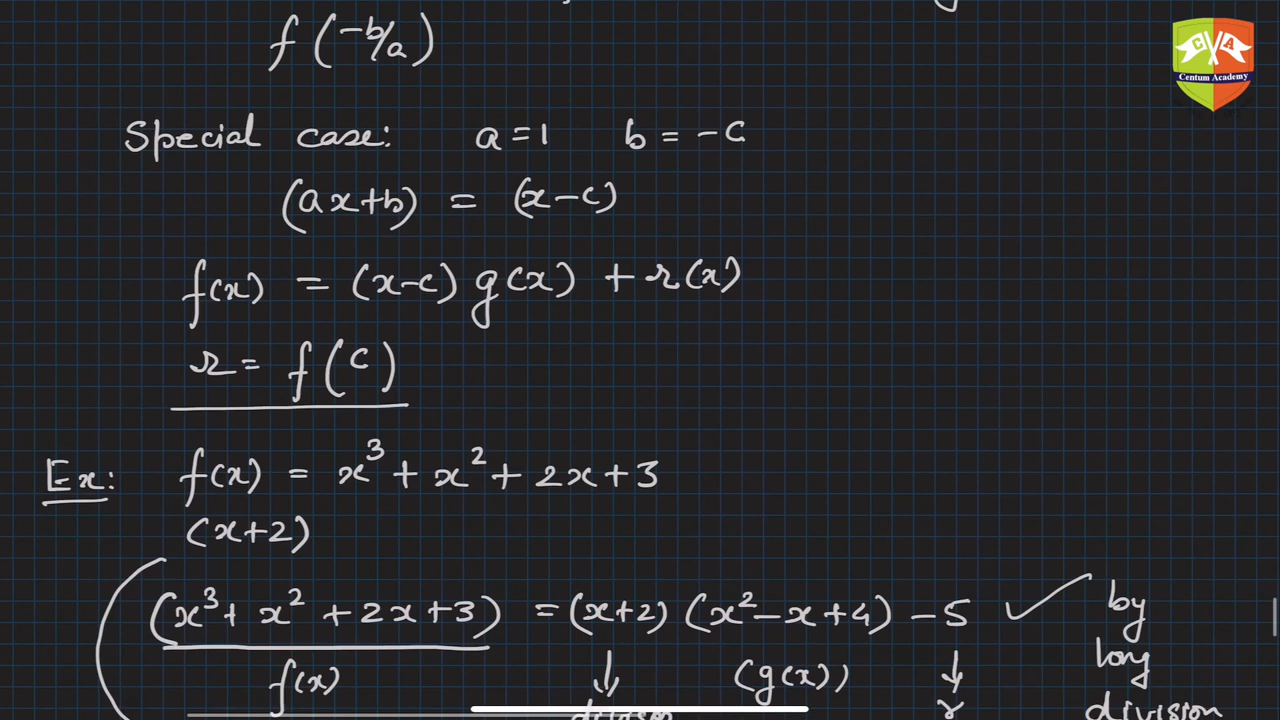 f(-b/a)
C A
Centum Academy
Special case: a=1 b = -c
(ax+b) = (x-c)
f(x) = (x-c) g(x) + r(x)
r = f(c)
Ex: f(x) = x³ + x² + 2x+3
(x+2)
(x³+ x² + 2x+3) = (x+2) (x²-x+4) -5 ✓ by
long
f(x) ↓ (g(x)) ↓
r division